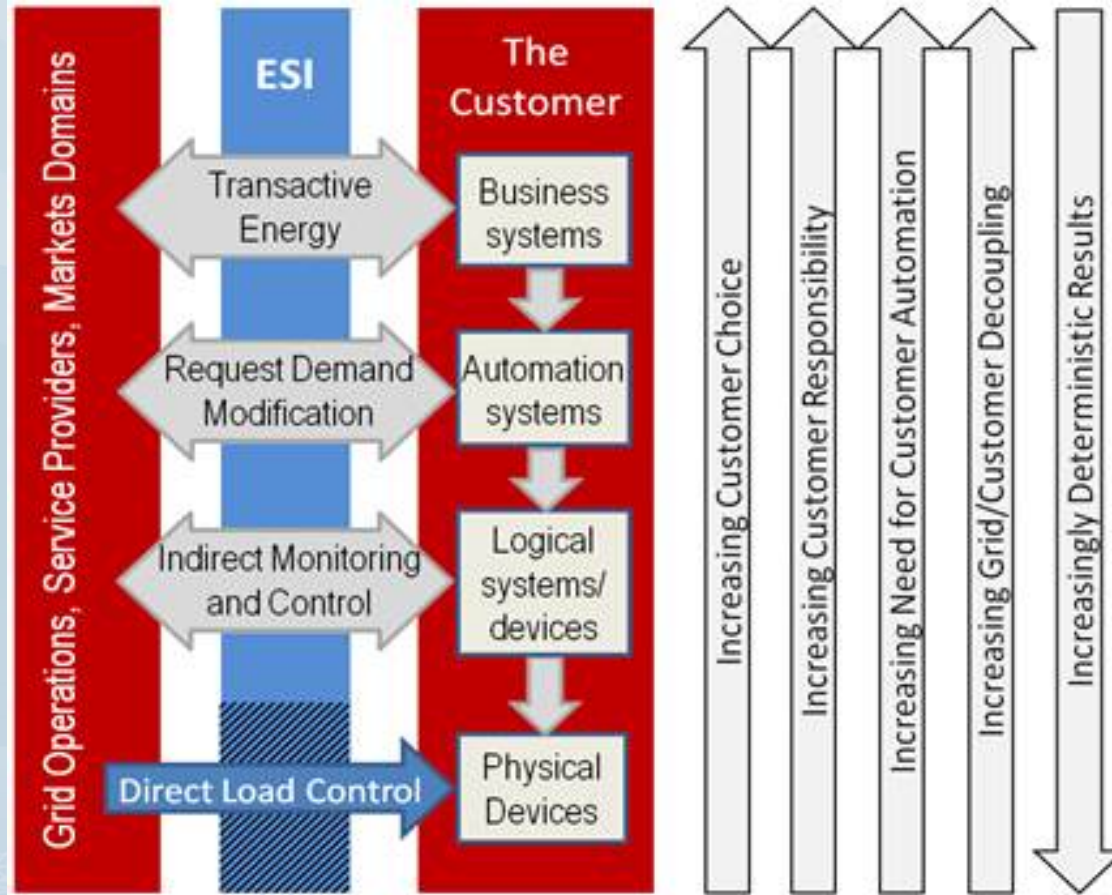 Grid Operations, Service Providers, Markets Domains
ESI
The
Customer
Transactive
Energy
Business
systems
Request Demand
Modification
Automation
systems
Indirect Monitoring
and Control
Logical
systems/
devices
Direct Load Control
Physical
Devices
Increasing Customer Choice
Increasing Customer Responsibility
Increasing Need for Customer Automation
Increasing Grid/Customer Decoupling
Increasingly Deterministic Results